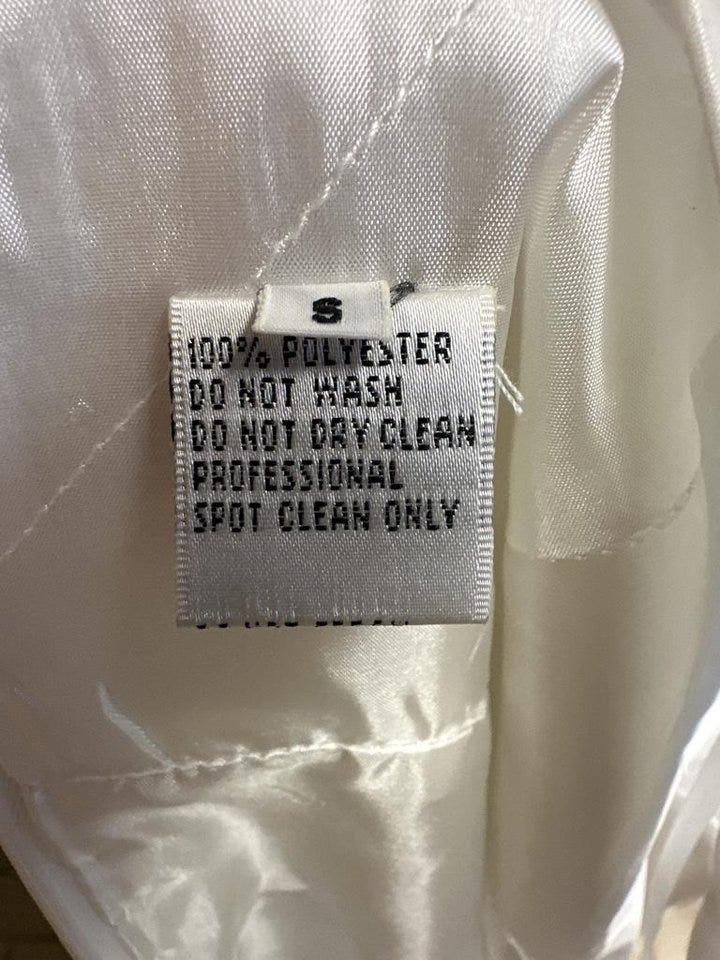 S
100% POLYESTER
DO NOT WASH
DO NOT DRY CLEAN
PROFESSIONAL
SPOT CLEAN ONLY